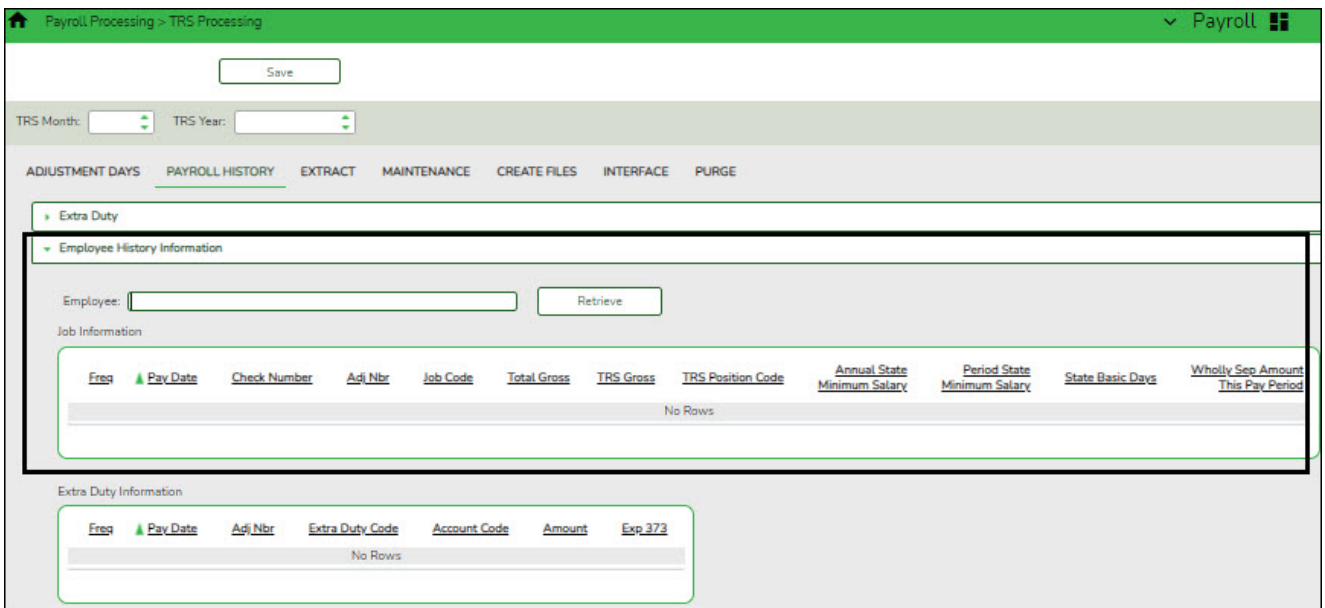 Payroll Processing > TRS Processing
Payroll
Save
TRS Month: TRS Year:
ADJUSTMENT DAYS PAYROLL HISTORY EXTRACT MAINTENANCE CREATE FILES INTERFACE PURGE
Extra Duty
Employee History Information
Employee: Retrieve
Job Information
Freq Pay Date Check Number Adj Nbr Job Code Total Gross TRS Gross TRS Position Code Annual State Minimum Salary Period State Minimum Salary State Basic Days Wholly Sep Amount This Pay Period
No Rows
Extra Duty Information
Freq Pay Date Adj Nbr Extra Duty Code Account Code Amount Exp 373
No Rows